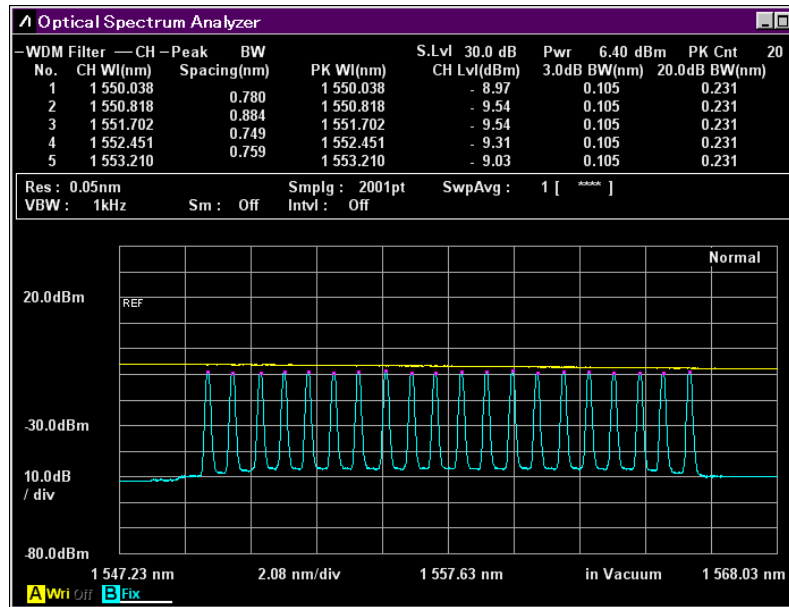 Optical Spectrum Analyzer
WDM Filter CH Peak BW S.Lvl 30.0 dB Pwr 6.40 dBm PK Cnt 20
No. CH Wl(nm) Spacing(nm) PK Wl(nm) CH Lvl(dBm) 3.0dB BW(nm) 20.0dB BW(nm)
1 1 550.038 1 550.038 - 8.97 0.105 0.231
0.780
2 1 550.818 1 550.818 - 9.54 0.105 0.231
0.884
3 1 551.702 1 551.702 - 9.54 0.105 0.231
0.749
4 1 552.451 1 552.451 - 9.31 0.105 0.231
0.759
5 1 553.210 1 553.210 - 9.03 0.105 0.231
Res : 0.05nm Smplg : 2001pt SwpAvg : 1 [ **** ]
VBW : 1kHz Sm : Off Intvl : Off
Normal
20.0dBm REF
-30.0dBm
10.0dB
/ div
-80.0dBm
1 547.23 nm 2.08 nm/div 1 557.63 nm in Vacuum 1 568.03 nm
A Wri Off B Fix